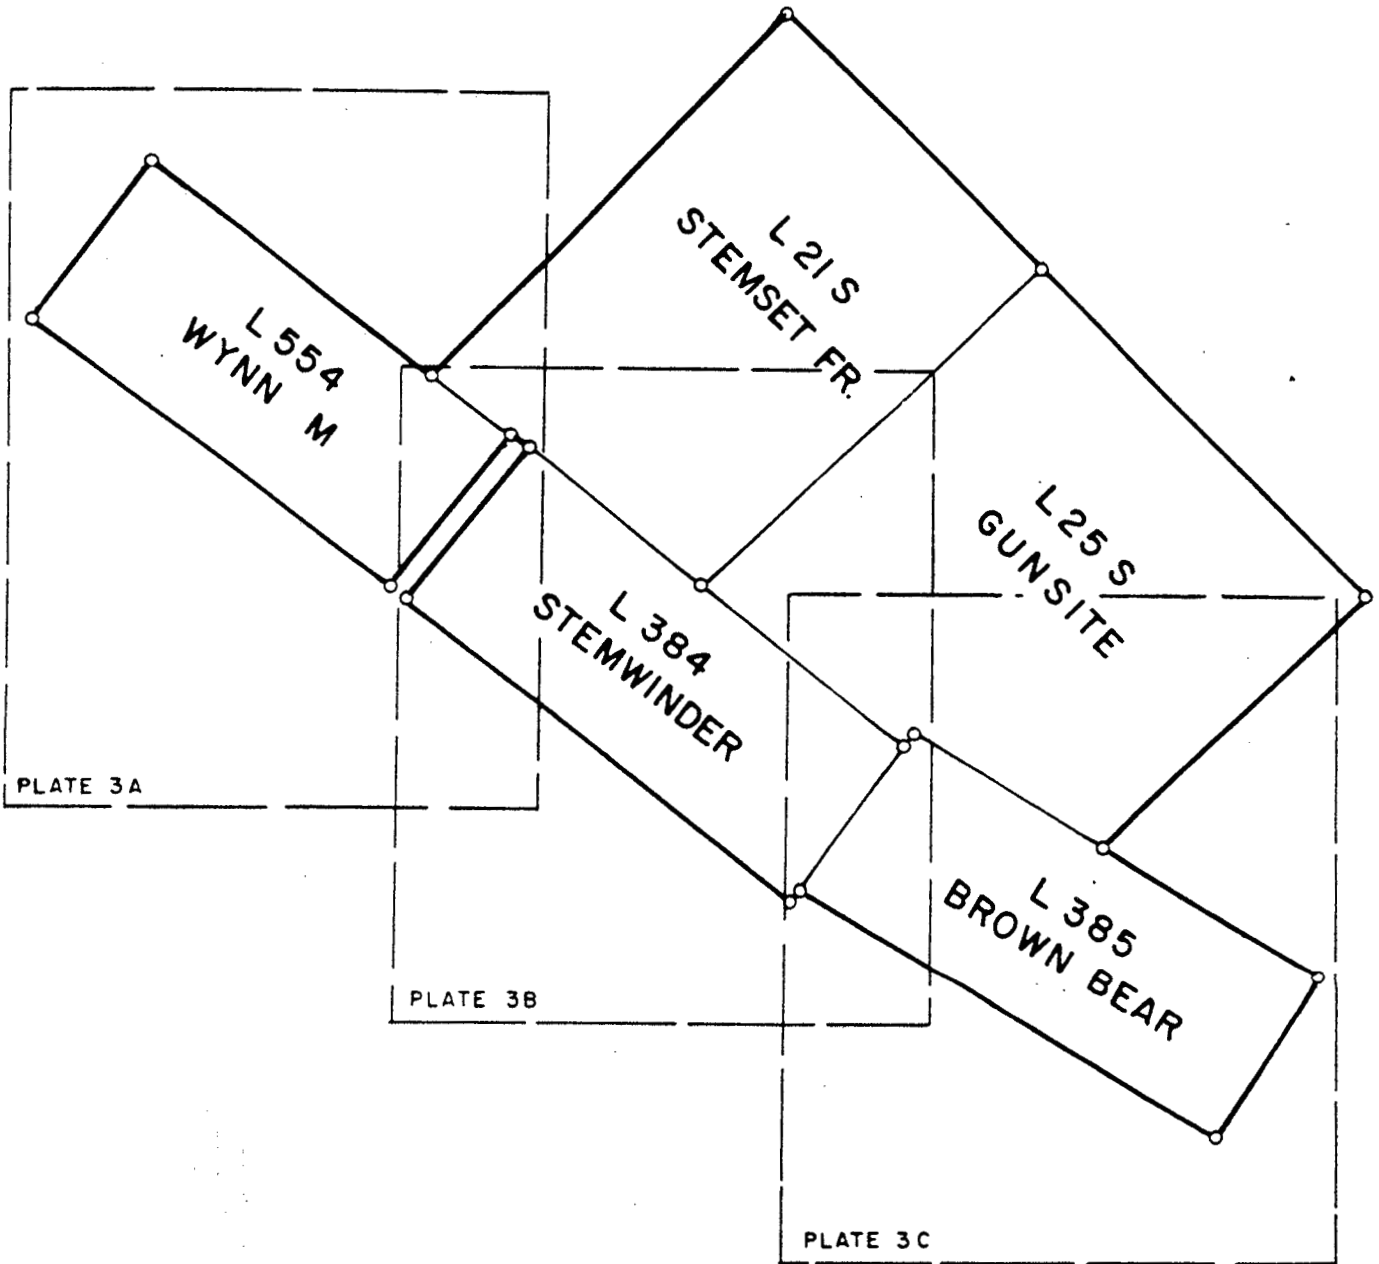 L 21 S
STEMSET FR.
L 554
WYNN M
L 25 S
GUNSITE
L 384
STEMWINDER
PLATE 3A
L 385
BROWN BEAR
PLATE 3B
PLATE 3C